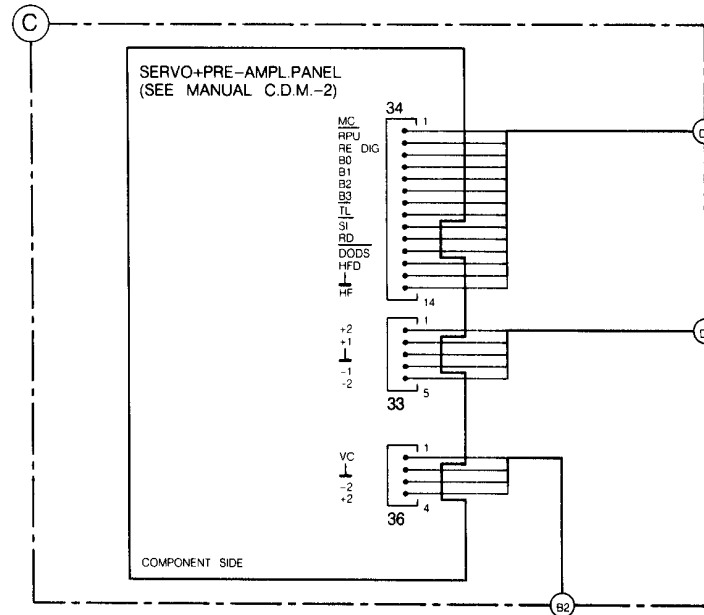 C
SERVO+PRE-AMPL.PANEL
(SEE MANUAL C.D.M.-2)
34
1
MC
RPU
RE DIG
B0
B1
B2
B3
TL
SI
RD
DODS
HFD
HF
14
D
1
+2
+1
-1
-2
5
33
D
1
VC
-2
+2
4
36
COMPONENT SIDE
B2